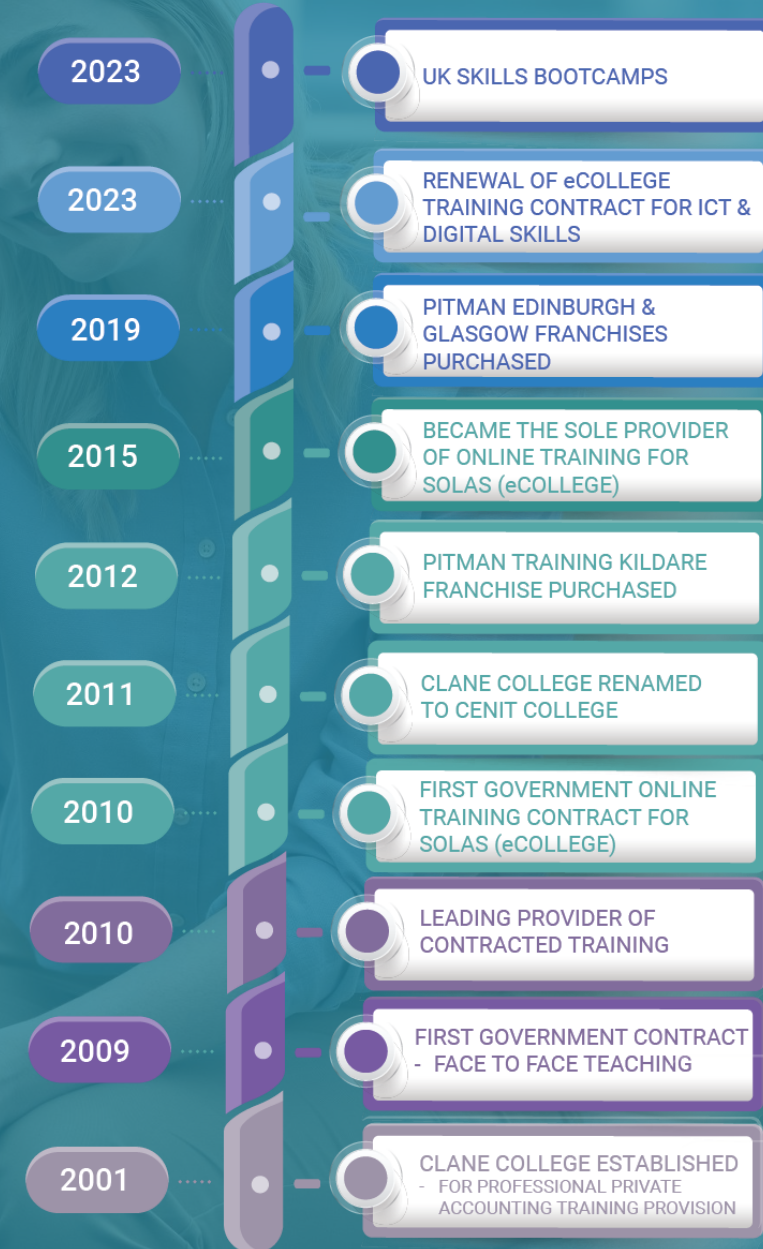 2023
UK SKILLS BOOTCAMPS
2023
RENEWAL OF eCOLLEGE
TRAINING CONTRACT FOR ICT &
DIGITAL SKILLS
2019
PITMAN EDINBURGH &
GLASGOW FRANCHISES
PURCHASED
2015
BECAME THE SOLE PROVIDER
OF ONLINE TRAINING FOR
SOLAS (eCOLLEGE)
2012
PITMAN TRAINING KILDARE
FRANCHISE PURCHASED
2011
CLANE COLLEGE RENAMED
TO CENIT COLLEGE
2010
FIRST GOVERNMENT ONLINE
TRAINING CONTRACT FOR
SOLAS (eCOLLEGE)
2010
LEADING PROVIDER OF
CONTRACTED TRAINING
2009
FIRST GOVERNMENT CONTRACT
- FACE TO FACE TEACHING
2001
CLANE COLLEGE ESTABLISHED
- FOR PROFESSIONAL PRIVATE
ACCOUNTING TRAINING PROVISION